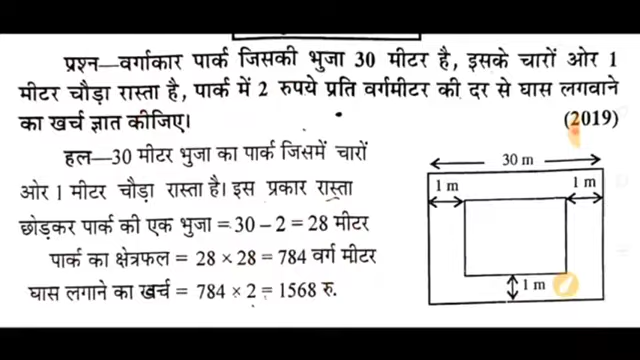 प्रश्न—वर्गाकार पार्क जिसकी भुजा 30 मीटर है, इसके चारों ओर 1
मीटर चौड़ा रास्ता है, पार्क में 2 रुपये प्रति वर्गमीटर की दर से घास लगवाने
का खर्च ज्ञात कीजिए।
(2019)
हल—30 मीटर भुजा का पार्क जिसमें चारों
ओर 1 मीटर चौड़ा रास्ता है। इस प्रकार रास्ता
छोड़कर पार्क की एक भुजा = 30 – 2 = 28 मीटर
पार्क का क्षेत्रफल = 28 × 28 = 784 वर्ग मीटर
घास लगाने का खर्च = 784 × 2 = 1568 रु.
30 m
1 m
1 m
1 m